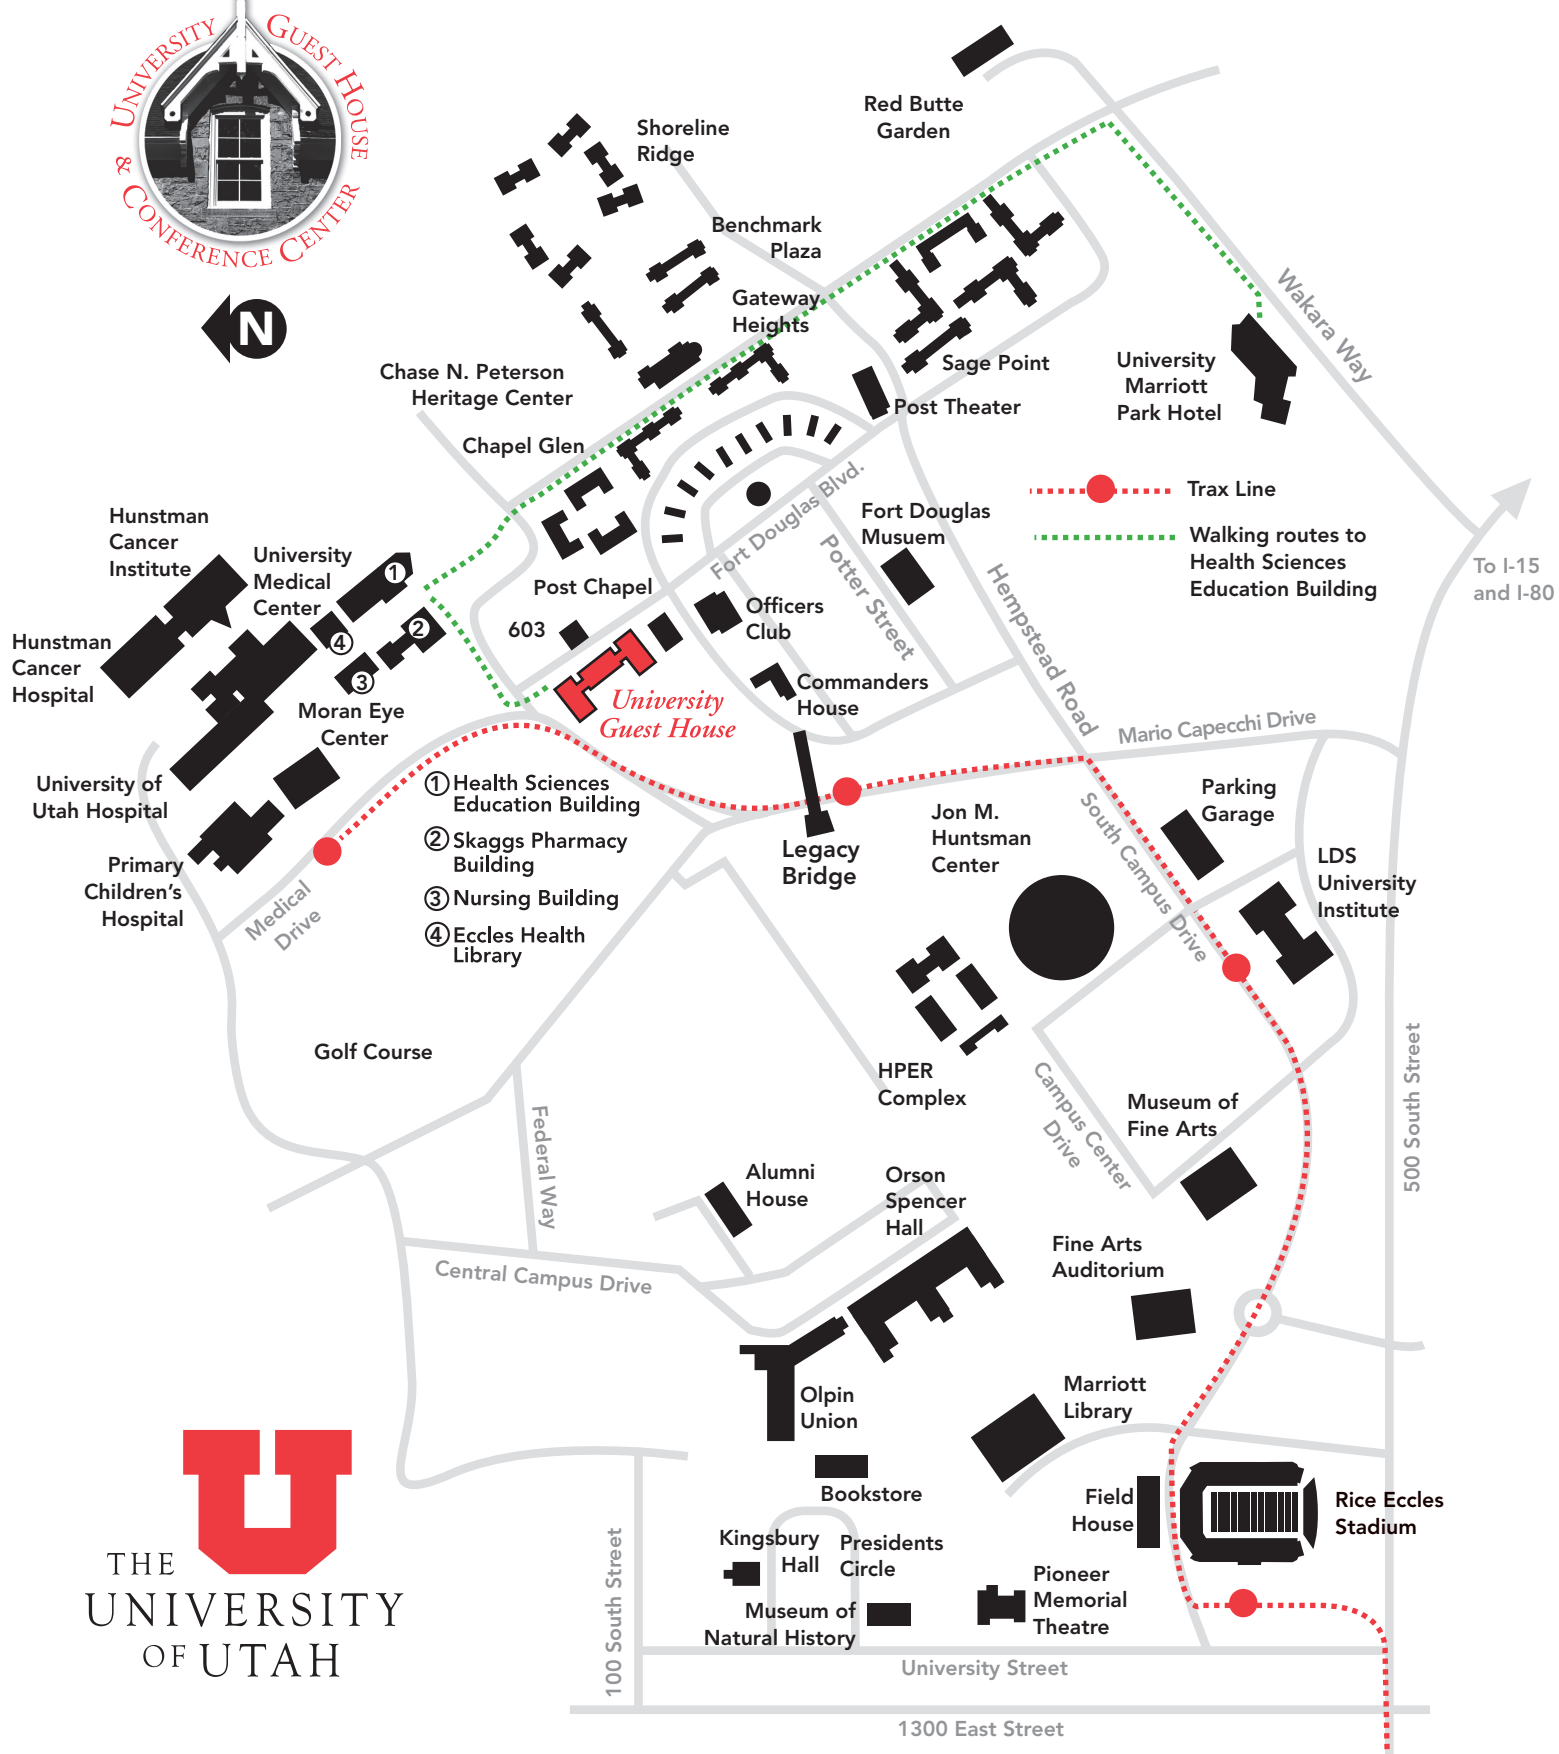 UNIVERSITY GUEST HOUSE
& CONFERENCE CENTER
N
Red Butte
Garden
Shoreline
Ridge
Benchmark
Plaza
Gateway
Heights
Wakara Way
Chase N. Peterson
Heritage Center
Sage Point
University
Marriott
Park Hotel
Post Theater
Chapel Glen
Fort Douglas Blvd.
Trax Line
Hunstman
Cancer
Institute
Fort Douglas
Musuem
Walking routes to
Health Sciences
Education Building
University
Medical
Center
1
Potter Street
Hempstead Road
To I-15
and I-80
Post Chapel
Officers
Club
603
2
4
3
Hunstman
Cancer
Hospital
University
Guest House
Commanders
House
Moran Eye
Center
Mario Capecchi Drive
University of
Utah Hospital
1 Health Sciences
Education Building
2 Skaggs Pharmacy
Building
3 Nursing Building
4 Eccles Health
Library
Parking
Garage
Jon M.
Huntsman
Center
South Campus Drive
Legacy
Bridge
LDS
University
Institute
Primary
Children's
Hospital
Medical
Drive
Golf Course
HPER
Complex
Campus Center
Drive
500 South Street
Museum of
Fine Arts
Federal Way
Alumni
House
Orson
Spencer
Hall
Fine Arts
Auditorium
Central Campus Drive
Olpin
Union
Marriott
Library
Bookstore
Field
House
Rice Eccles
Stadium
Kingsbury
Hall
Presidents
Circle
100 South Street
Museum of
Natural History
Pioneer
Memorial
Theatre
University Street
1300 East Street
THE
UNIVERSITY
OF UTAH